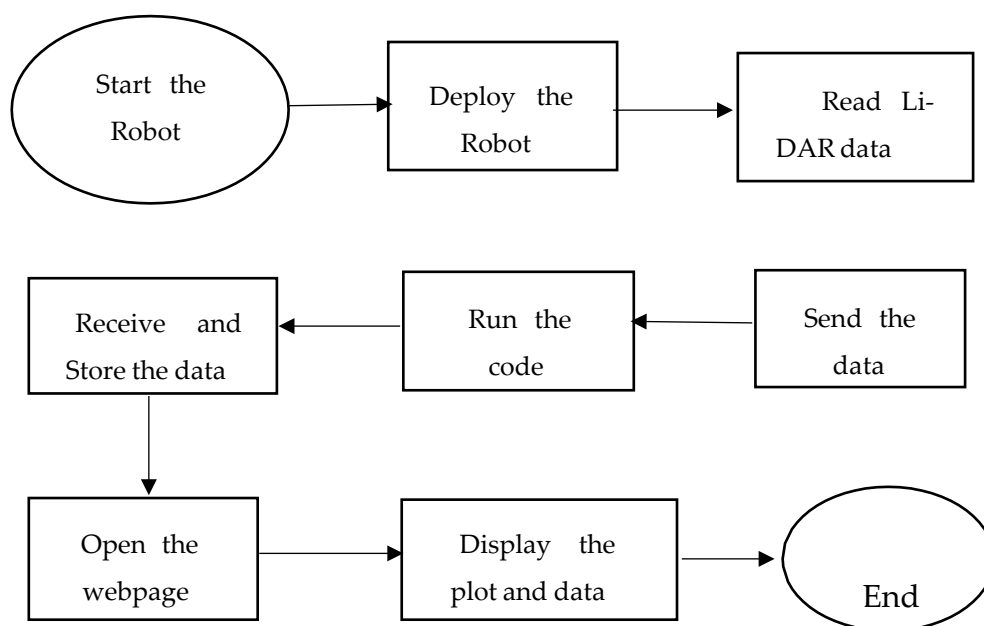 Start the
Robot
Deploy the
Robot
Read Li-
DAR data
Send the
data
Run the
code
Receive and
Store the data
Open the
webpage
Display the
plot and data
End